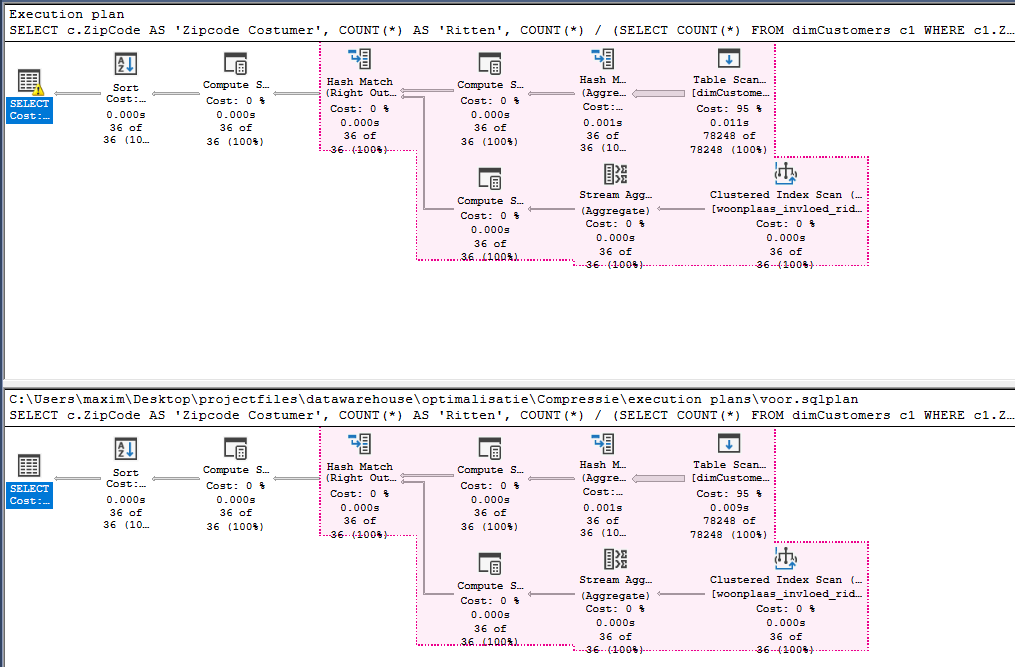 Execution plan
SELECT c.ZipCode AS 'Zipcode Costumer', COUNT(*) AS 'Ritten', COUNT(*) / (SELECT COUNT(*) FROM dimCustomers c1 WHERE c1.Z...
SELECT
Cost:...
Sort
Cost:...
0.000s
36 of
36 (10...
Compute S...
Cost: 0 %
0.000s
36 of
36 (100%)
Hash Match
(Right Out...
Cost: 0 %
0.000s
36 of
36 (100%)
Compute S...
Cost: 0 %
0.000s
36 of
36 (100%)
Hash M...
(Aggre...
Cost:...
0.001s
36 of
36 (10...
Table Scan...
[dimCustome...
Cost: 95 %
0.011s
78248 of
78248 (100%)
Compute S...
Cost: 0 %
0.000s
36 of
36 (100%)
Stream Agg...
(Aggregate)
Cost: 0 %
0.000s
36 of
36 (100%)
Clustered Index Scan (...
[woonplaas_invloed_rid...
Cost: 0 %
0.000s
36 of
36 (100%)
C:\Users\maxim\Desktop\projectfiles\datawarehouse\optimalisatie\Compressie\execution plans\voor.sqlplan
SELECT c.ZipCode AS 'Zipcode Costumer', COUNT(*) AS 'Ritten', COUNT(*) / (SELECT COUNT(*) FROM dimCustomers c1 WHERE c1.Z...
SELECT
Cost:...
Sort
Cost:...
0.000s
36 of
36 (10...
Compute S...
Cost: 0 %
0.000s
36 of
36 (100%)
Hash Match
(Right Out...
Cost: 0 %
0.000s
36 of
36 (100%)
Compute S...
Cost: 0 %
0.000s
36 of
36 (100%)
Hash M...
(Aggre...
Cost:...
0.001s
36 of
36 (10...
Table Scan...
[dimCustome...
Cost: 95 %
0.009s
78248 of
78248 (100%)
Compute S...
Cost: 0 %
0.000s
36 of
36 (100%)
Stream Agg...
(Aggregate)
Cost: 0 %
0.000s
36 of
36 (100%)
Clustered Index Scan (...
[woonplaas_invloed_rid...
Cost: 0 %
0.000s
36 of
36 (100%)